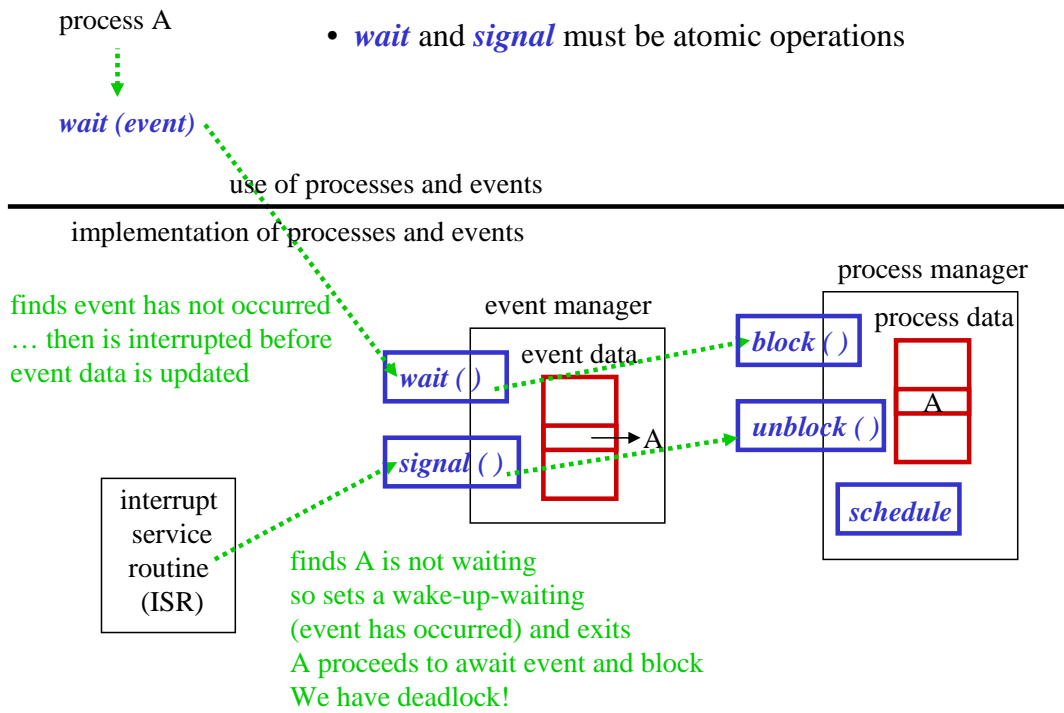 process A
• wait and signal must be atomic operations
wait (event)
use of processes and events
implementation of processes and events
finds event has not occurred
… then is interrupted before
event data is updated
event manager
event data
wait ( )
A
signal ( )
process manager
process data
block ( )
A
unblock ( )
schedule
interrupt
service
routine
(ISR)
finds A is not waiting
so sets a wake-up-waiting
(event has occurred) and exits
A proceeds to await event and block
We have deadlock!